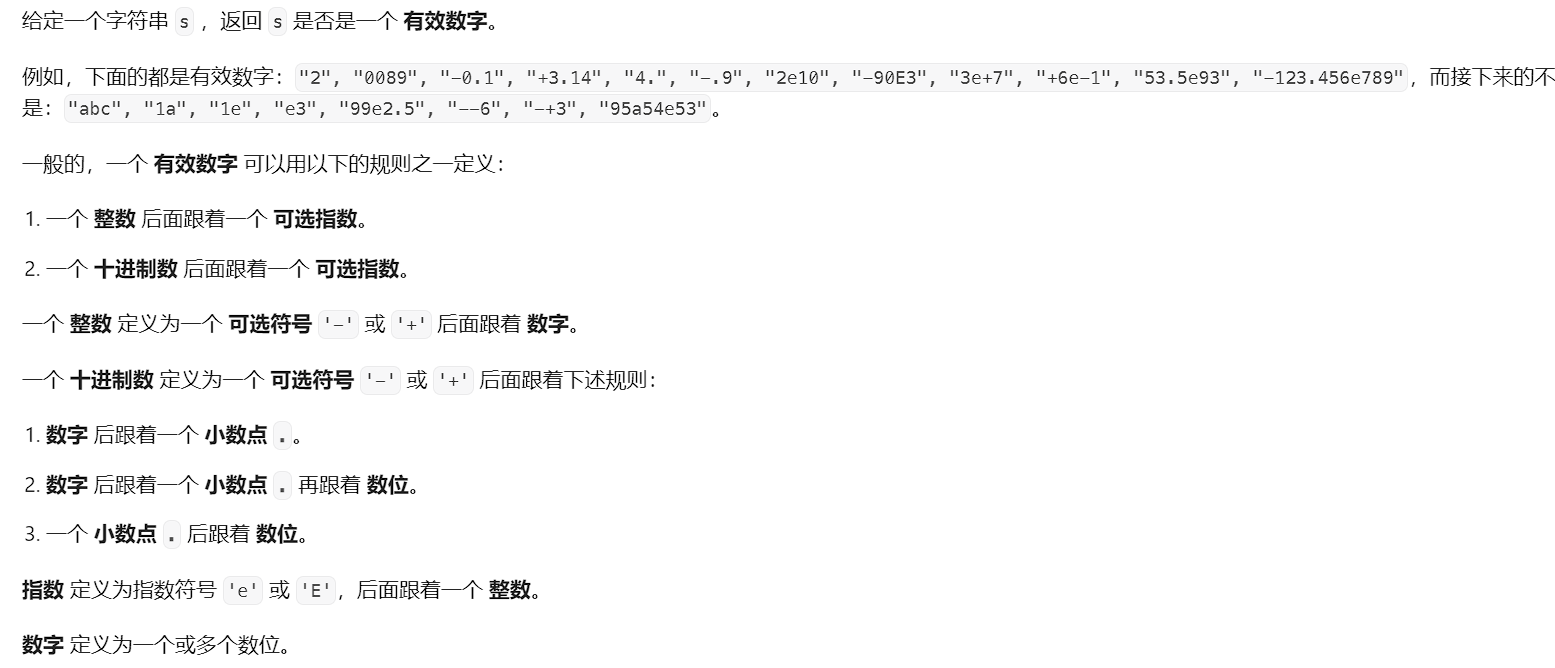 给定一个字符串 s ，返回 s 是否是一个 有效数字。
例如，下面的都是有效数字："2", "0089", "-0.1", "+3.14", "4.", "-.9", "2e10", "-90E3", "3e+7", "+6e-1", "53.5e93", "-123.456e789"，而接下来的不
是："abc", "1a", "1e", "e3", "99e2.5", "--6", "-+3", "95a54e53"。
一般的，一个 有效数字 可以用以下的规则之一定义：
1. 一个 整数 后面跟着一个 可选指数。
2. 一个 十进制数 后面跟着一个 可选指数。
一个 整数 定义为一个 可选符号 '-' 或 '+' 后面跟着 数字。
一个 十进制数 定义为一个 可选符号 '-' 或 '+' 后面跟着下述规则：
1. 数字 后跟着一个 小数点 .。
2. 数字 后跟着一个 小数点 . 再跟着 数位。
3. 一个 小数点 . 后跟着 数位。
指数 定义为指数符号 'e' 或 'E'，后面跟着一个 整数。
数字 定义为一个或多个数位。